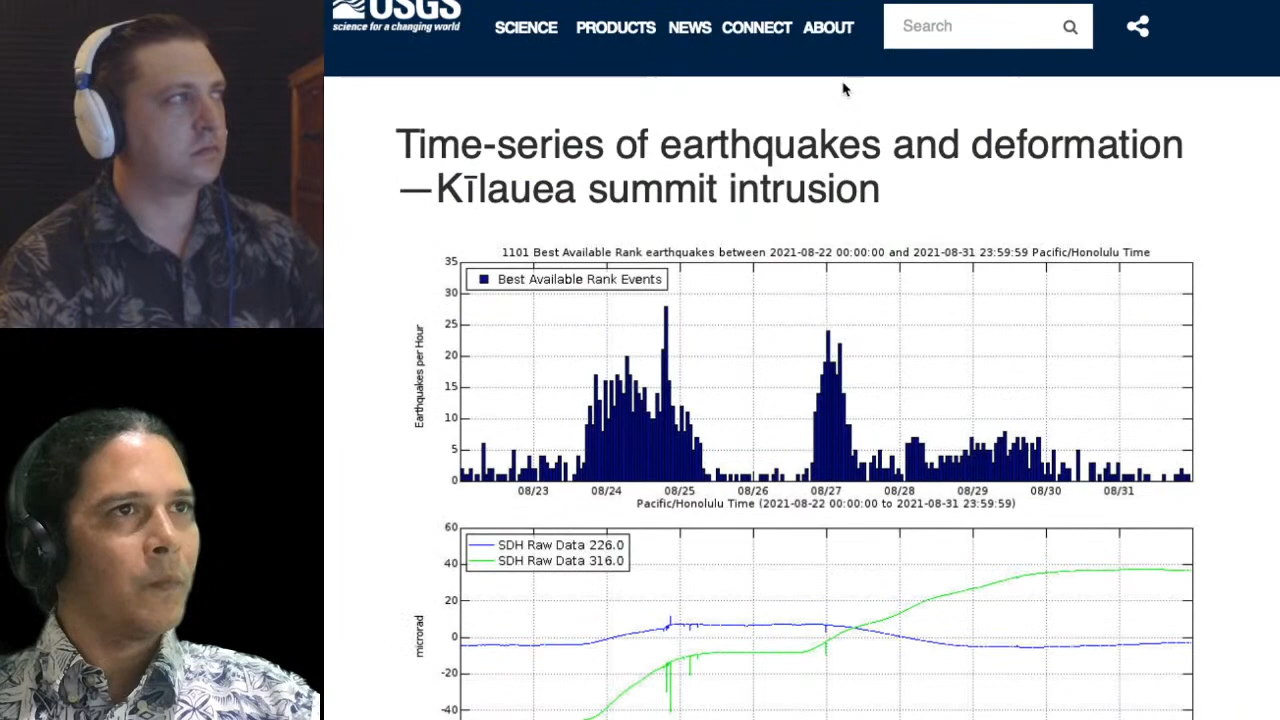 USGS
science for a changing world
SCIENCE PRODUCTS NEWS CONNECT ABOUT
Search
Time-series of earthquakes and deformation
—Kīlauea summit intrusion
1101 Best Available Rank earthquakes between 2021-08-22 00:00:00 and 2021-08-31 23:59:59 Pacific/Honolulu Time
Best Available Rank Events
Earthquakes per Hour
35
30
25
20
15
10
5
0
08/23 08/24 08/25 08/26 08/27 08/28 08/29 08/30 08/31
Pacific/Honolulu Time (2021-08-22 00:00:00 to 2021-08-31 23:59:59)
SDH Raw Data 226.0
SDH Raw Data 316.0
microrad
60
40
20
0
-20
-40